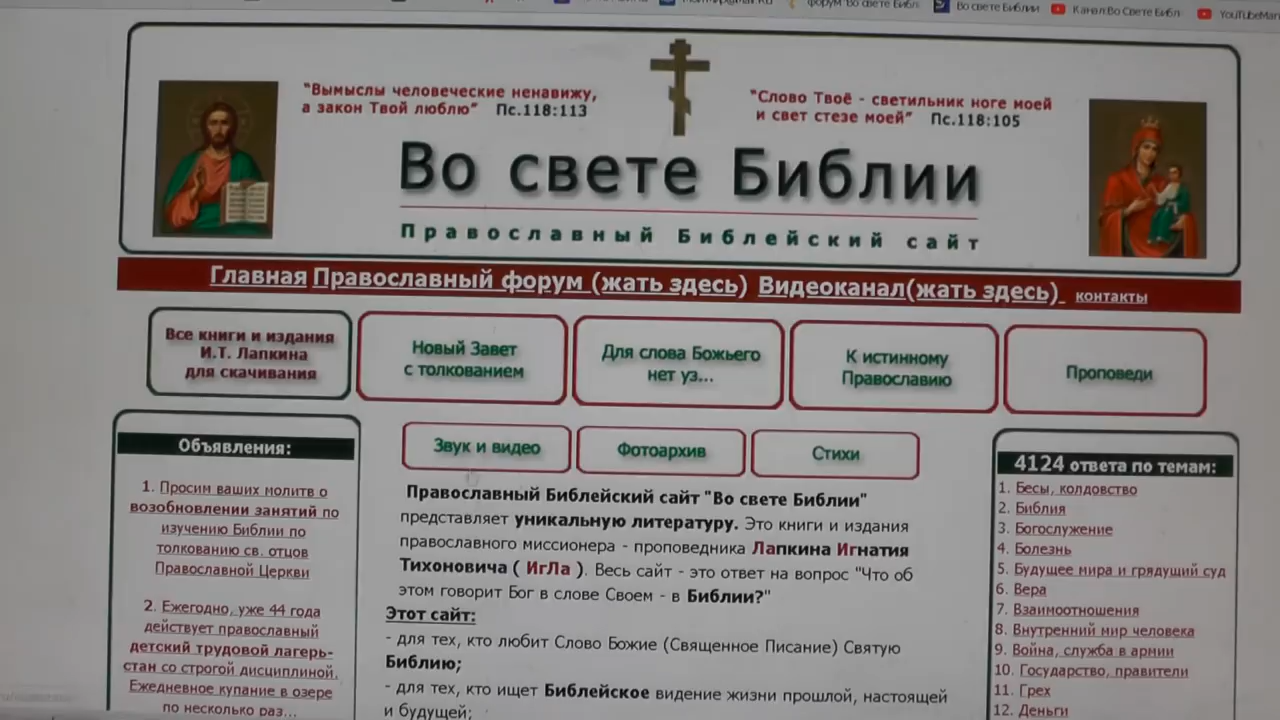 форум Во свете Библ
Во свете Библии
Канал Во Свете Библ
"Вымыслы человеческие ненавижу,
а закон Твой люблю" Пс.118:113
"Слово Твоё - светильник ноге моей
и свет стезе моей" Пс.118:105
Во свете Библии
Православный Библейский сайт
Главная Православный форум (жать здесь) Видеоканал(жать здесь) контакты
Все книги и издания
И.Т. Лапкина
для скачивания
Новый Завет
с толкованием
Для слова Божьего
нет уз...
К истинному
Православию
Проповеди
Звук и видео
Фотоархив
Стихи
Объявления:
1. Просим ваших молитв о
возобновлении занятий по
изучению Библии по
толкованию св. отцов
Православной Церкви
2. Ежегодно, уже 44 года
действует православный
детский трудовой лагерь-
стан со строгой дисциплиной.
Ежедневное купание в озере
по несколько раз...
Православный Библейский сайт "Во свете Библии"
представляет уникальную литературу. Это книги и издания
православного миссионера - проповедника Лапкина Игнатия
Тихоновича ( ИгЛа ). Весь сайт - это ответ на вопрос "Что об
этом говорит Бог в слове Своем - в Библии?"
Этот сайт:
- для тех, кто любит Слово Божие (Священное Писание) Святую
Библию;
- для тех, кто ищет Библейское видение жизни прошлой, настоящей
и будущей;
4124 ответа по темам:
1. Бесы, колдовство
2. Библия
3. Богослужение
4. Болезнь
5. Будущее мира и грядущий суд
6. Вера
7. Взаимоотношения
8. Внутренний мир человека
9. Война, служба в армии
10. Государство, правители
11. Грех
12. Деньги